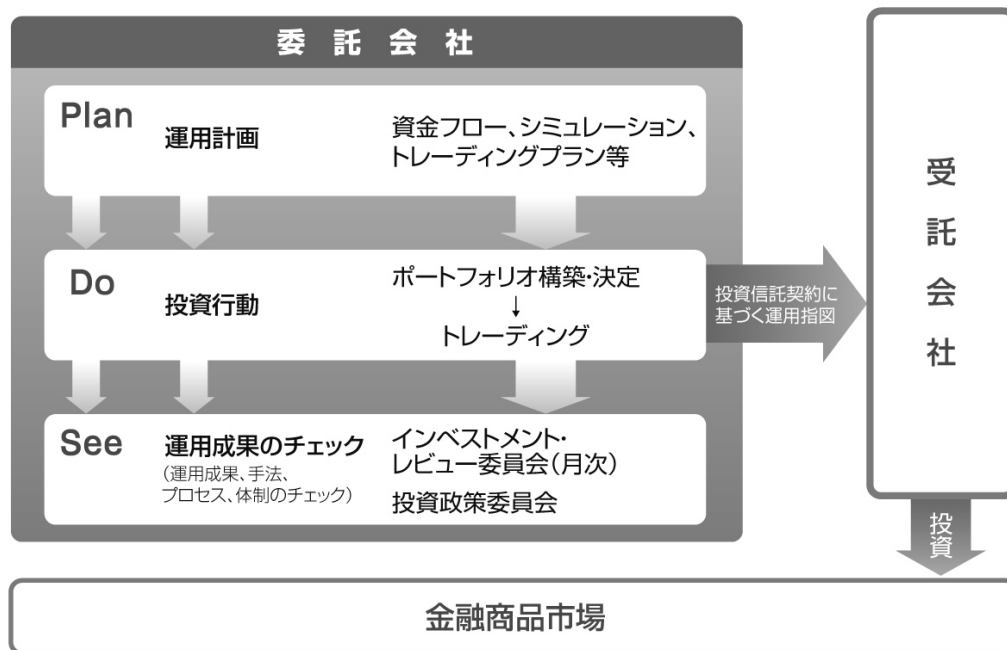 委託会社
Plan
運用計画
資金フロー、シミュレーション、
トレーディングプラン等
Do
投資行動
ポートフォリオ構築・決定
↓
トレーディング
投資信託契約に
基づく運用指図
See
運用成果のチェック
(運用成果、手法、
プロセス、体制のチェック)
インベストメント・
レビュー委員会(月次)
投資政策委員会
受託会社
投資
金融商品市場